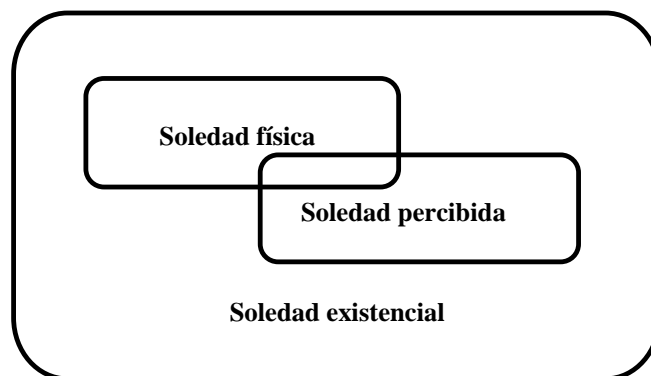 Soledad física
Soledad percibida
Soledad existencial